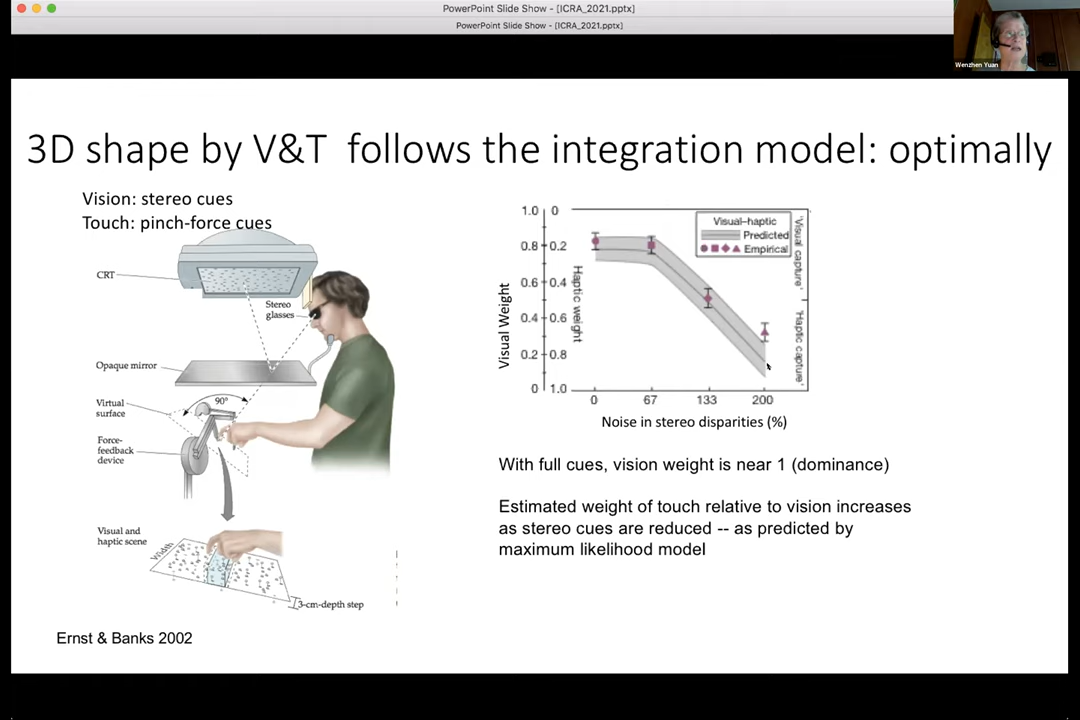 PowerPoint Slide Show - [ICRA_2021.pptx]
PowerPoint Slide Show - [ICRA_2021.pptx]
Wenzhen Yuan
3D shape by V&T follows the integration model: optimally
Vision: stereo cues
Touch: pinch-force cues
CRT
Stereo
glasses
Opaque mirror
90°
Virtual
surface
Force-
feedback
device
Visual and
haptic scene
Width
3-cm-depth step
Ernst & Banks 2002
Visual Weight
1.0 0
0.8 0.2
0.6 0.4
0.4 0.6
0.2 0.8
0 1.0
Haptic weight
Visual–haptic
Predicted
Empirical
'Visual capture'
'Haptic capture'
0 67 133 200
Noise in stereo disparities (%)
With full cues, vision weight is near 1 (dominance)
Estimated weight of touch relative to vision increases
as stereo cues are reduced -- as predicted by
maximum likelihood model